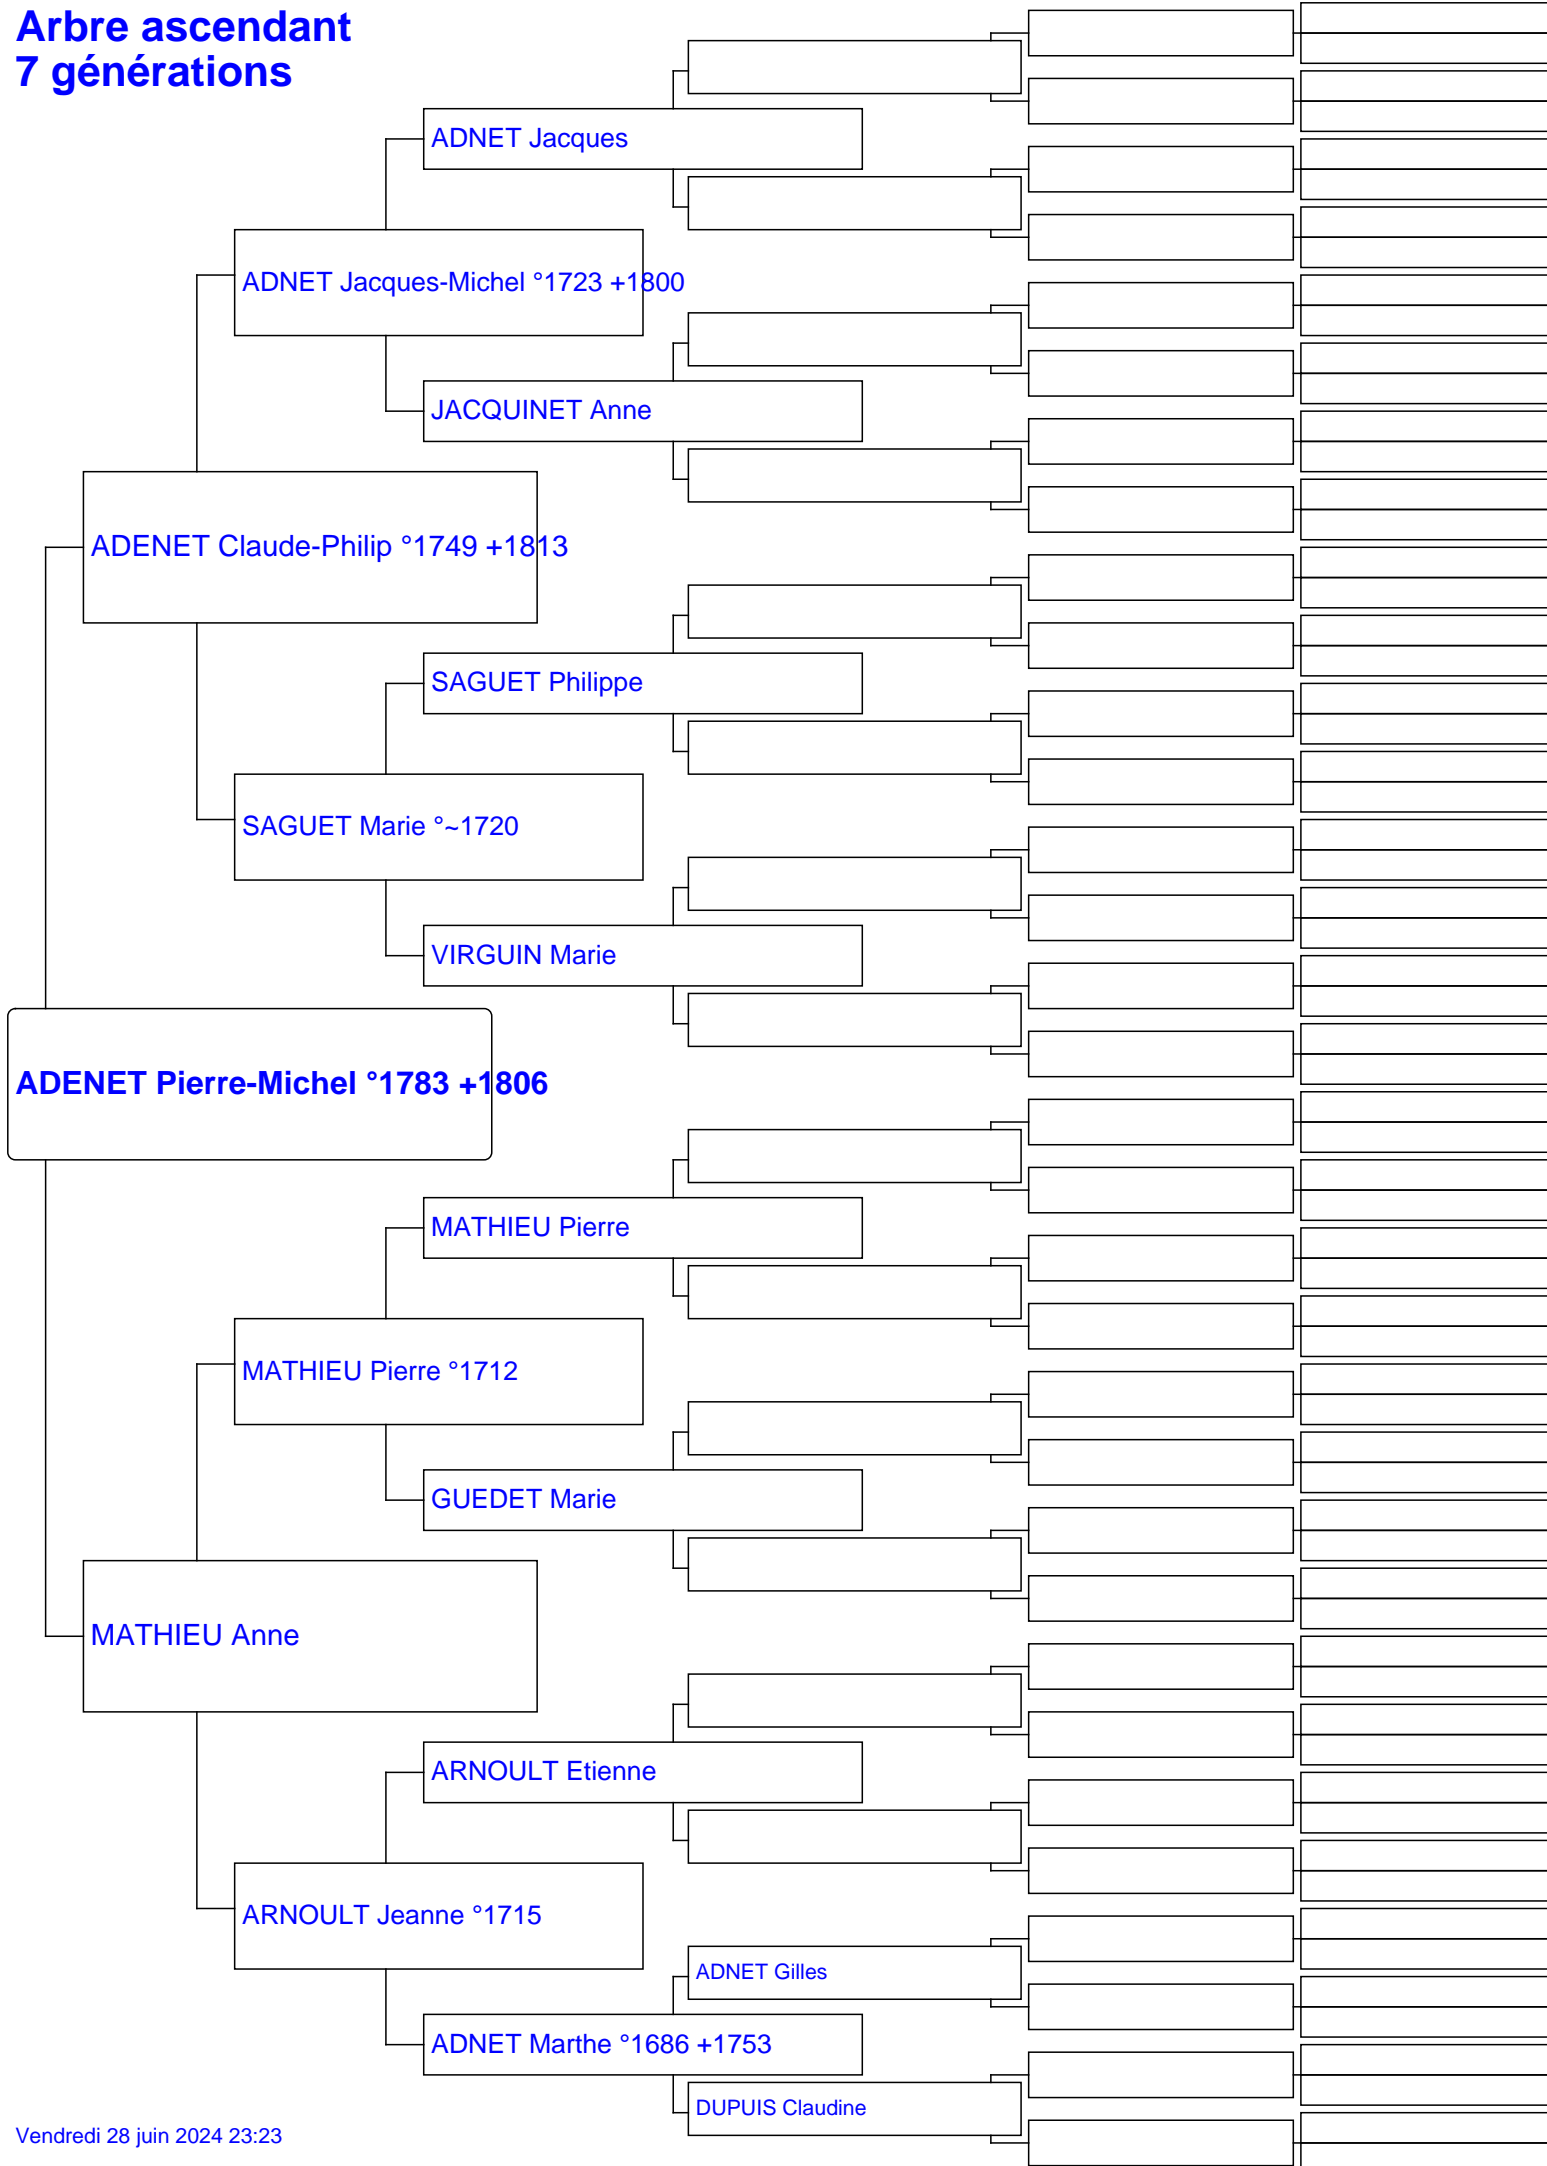 Arbre ascendant
7 générations
ADNET Jacques
ADNET Jacques-Michel °1723 +1800
JACQUINET Anne
ADENET Claude-Philip °1749 +1813
SAGUET Philippe
SAGUET Marie °~1720
VIRGUIN Marie
ADENET Pierre-Michel °1783 +1806
MATHIEU Pierre
MATHIEU Pierre °1712
GUEDET Marie
MATHIEU Anne
ARNOULT Etienne
ARNOULT Jeanne °1715
ADNET Gilles
ADNET Marthe °1686 +1753
DUPUIS Claudine
Vendredi 28 juin 2024 23:23